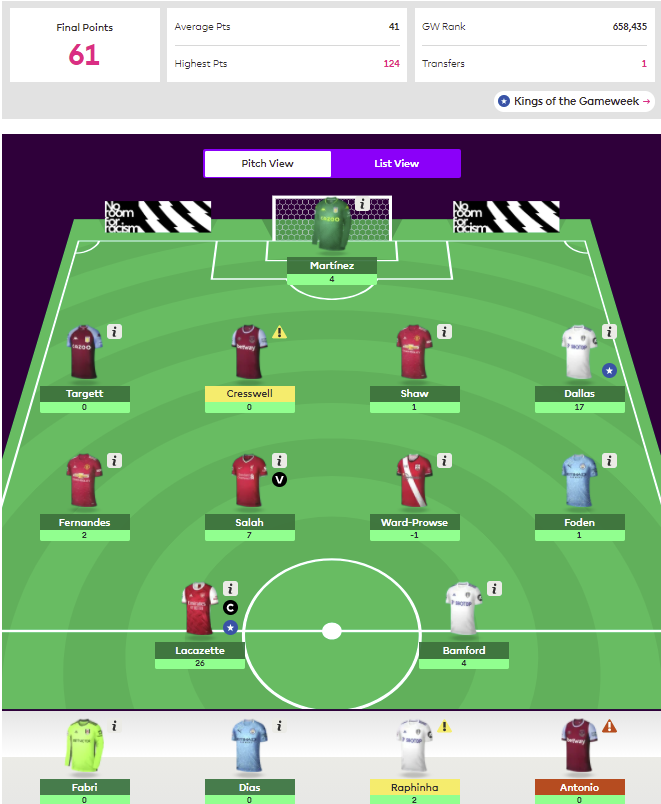 Final Points
61
Average Pts 41
Highest Pts 124
GW Rank 658,435
Transfers 1
Kings of the Gameweek →
Pitch View List View
No room for racism
No room for racism
Martínez
4
Targett Cresswell Shaw Dallas
0 0 1 17
V
Fernandes Salah Ward-Prowse Foden
2 7 -1 1
C
Lacazette Bamford
26 4
Fabri Dias Raphinha Antonio
0 0 2 0